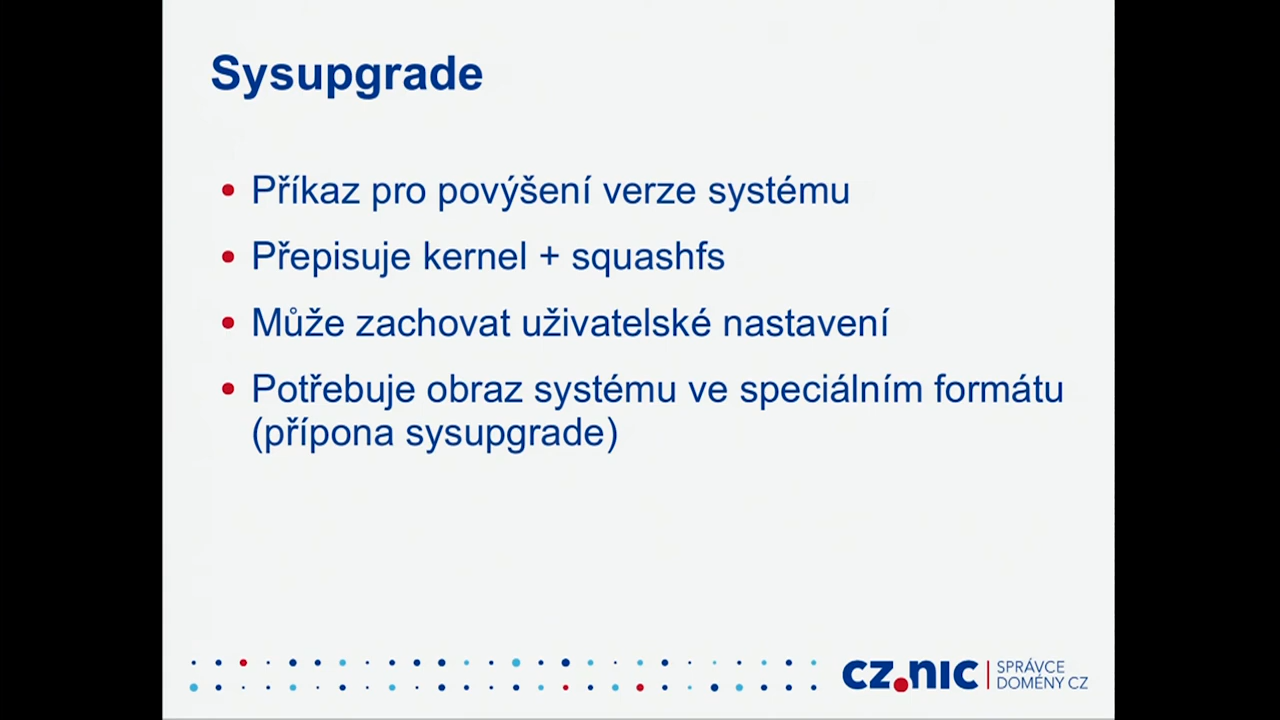 Sysupgrade
Příkaz pro povýšení verze systému
Přepisuje kernel + squashfs
Může zachovat uživatelské nastavení
Potřebuje obraz systému ve speciálním formátu
(přípona sysupgrade)
CZ.NIC
SPRÁVCE
DOMÉNY CZ